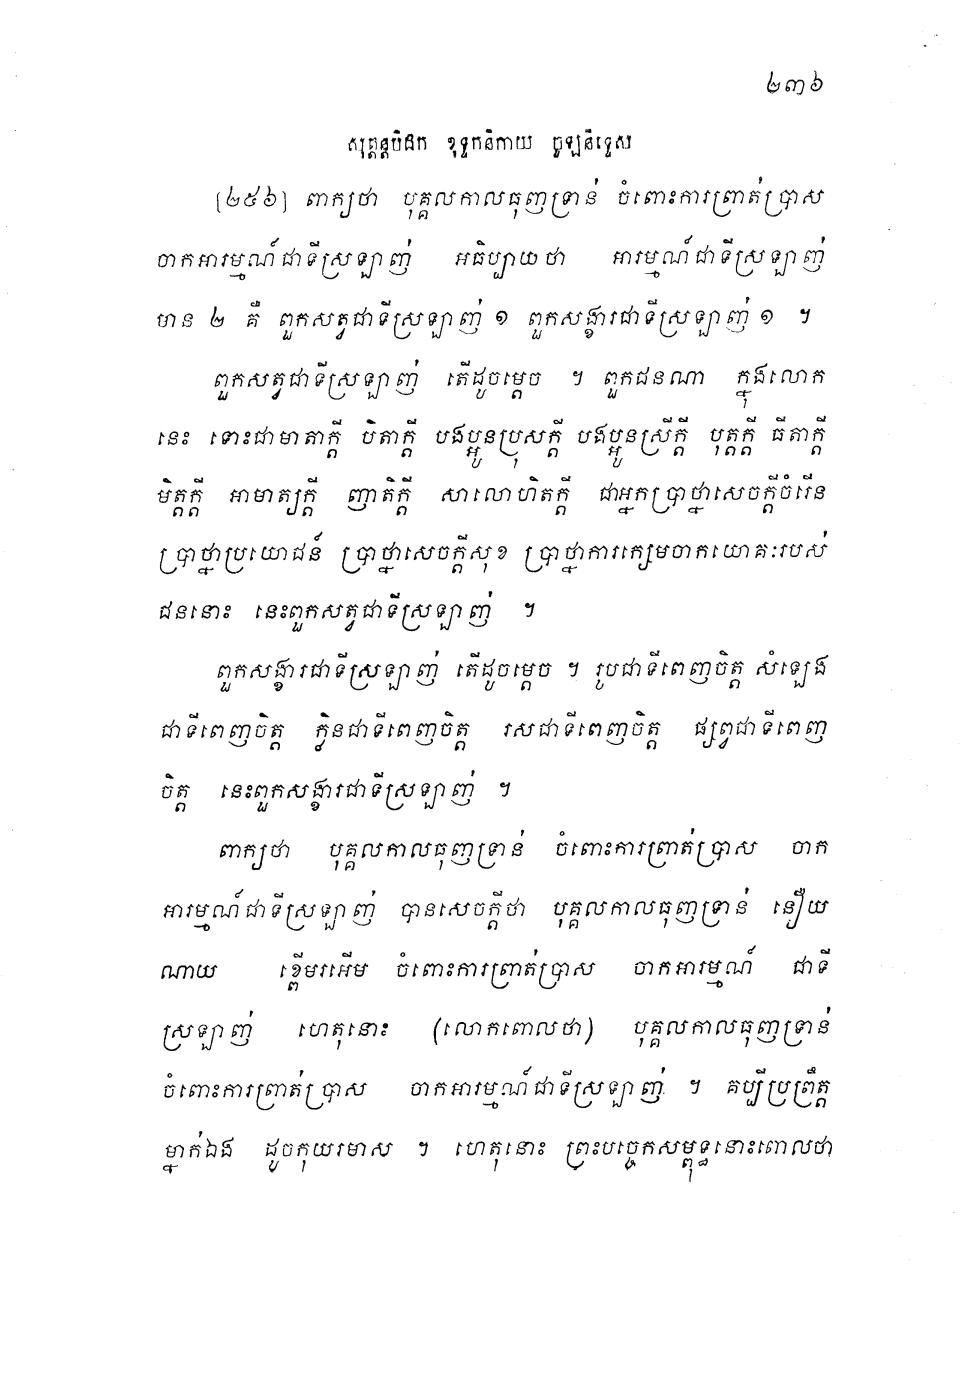 ២៣៦
សុត្តន្តបិដក ខុទ្ទកនិកាយ ចូឡនិទ្ទេស
[២៥៦] ពាក្យថា បុគ្គលកាលធុញទ្រាន់ ចំពោះការព្រាត់ប្រាស
ចាកអារម្មណ៍ជាទីស្រឡាញ់ អធិប្បាយថា អារម្មណ៍ជាទីស្រឡាញ់
មាន ២ គឺ ពួកសត្វជាទីស្រឡាញ់ ១ ពួកសង្ខារជាទីស្រឡាញ់ ១ ។
ពួកសត្វជាទីស្រឡាញ់ តើដូចម្តេច ។ ពួកជនណា ក្នុងលោក
នេះ ទោះជាមាតាក្តី បិតាក្តី បងប្អូនប្រុសក្តី បងប្អូនស្រីក្តី បុត្តក្តី ធីតាក្តី
មិត្តក្តី អាមាត្យក្តី ញាតិក្តី សាលោហិតក្តី ជាអ្នកប្រាថ្នាសេចក្តីចំរើន
ប្រាថ្នាប្រយោជន៍ ប្រាថ្នាសេចក្តីសុខ ប្រាថ្នាការក្សេមចាកយោគៈរបស់
ជននោះ នេះពួកសត្វជាទីស្រឡាញ់ ។
ពួកសង្ខារជាទីស្រឡាញ់ តើដូចម្តេច ។ រូបជាទីពេញចិត្ត សំឡេង
ជាទីពេញចិត្ត ក្លិនជាទីពេញចិត្ត រសជាទីពេញចិត្ត ផ្សព្វជាទីពេញ
ចិត្ត នេះពួកសង្ខារជាទីស្រឡាញ់ ។
ពាក្យថា បុគ្គលកាលធុញទ្រាន់ ចំពោះការព្រាត់ប្រាស ចាក
អារម្មណ៍ជាទីស្រឡាញ់ បានសេចក្តីថា បុគ្គលកាលធុញទ្រាន់ នឿយ
ណាយ ខ្ពើមរអើម ចំពោះការព្រាត់ប្រាស ចាកអារម្មណ៍ ជាទី
ស្រឡាញ់ ហេតុនោះ (លោកពោលថា) បុគ្គលកាលធុញទ្រាន់
ចំពោះការព្រាត់ប្រាស ចាកអារម្មណ៍ជាទីស្រឡាញ់ ។ គប្បីប្រព្រឹត្ត
ម្នាក់ឯង ដូចកុយរមាស ។ ហេតុនោះ ព្រះបច្ចេកសម្ពុទ្ធនោះពោលថា